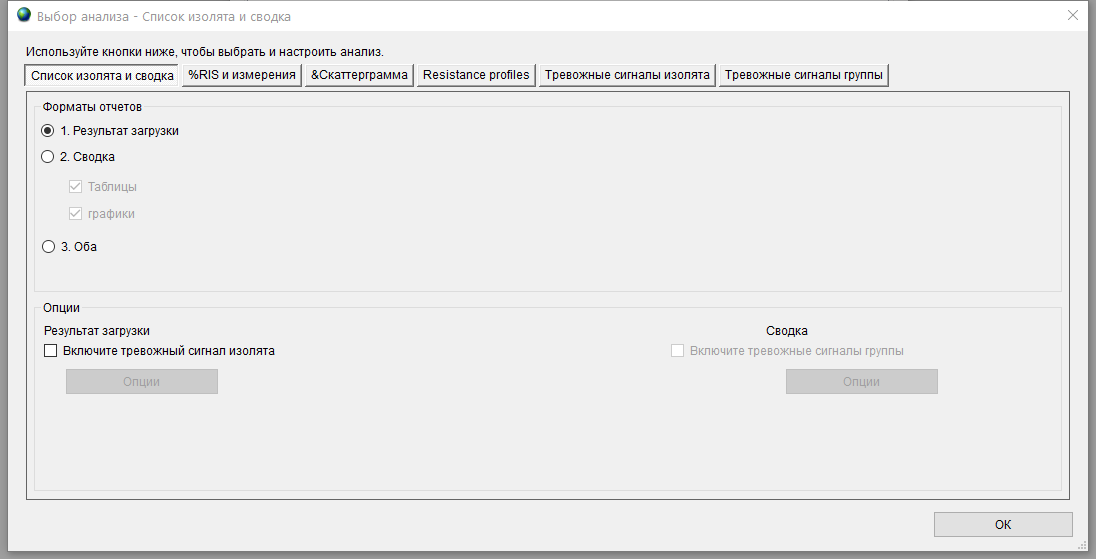 Выбор анализа - Список изолята и сводка
Используйте кнопки ниже, чтобы выбрать и настроить анализ.
Список изолята и сводка %RIS и измерения &Скаттерграмма Resistance profiles Тревожные сигналы изолята Тревожные сигналы группы
Форматы отчетов
1. Результат загрузки
2. Сводка
Таблицы
графики
3. Оба
Опции
Результат загрузки Сводка
Включите тревожный сигнал изолята Включите тревожные сигналы группы
Опции Опции
OK